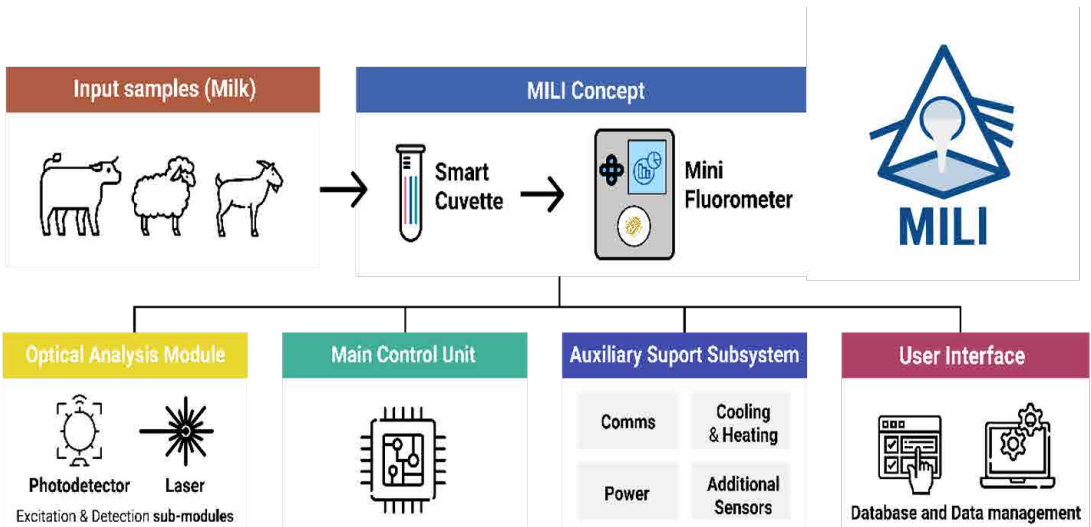 Input samples (Milk)
MILI Concept
Smart
Cuvette
Mini
Fluorometer
MILI
Optical Analysis Module
Main Control Unit
Auxiliary Suport Subsystem
User Interface
Photodetector
Laser
Excitation & Detection sub-modules
Comms
Cooling
& Heating
Power
Additional
Sensors
Database and Data management